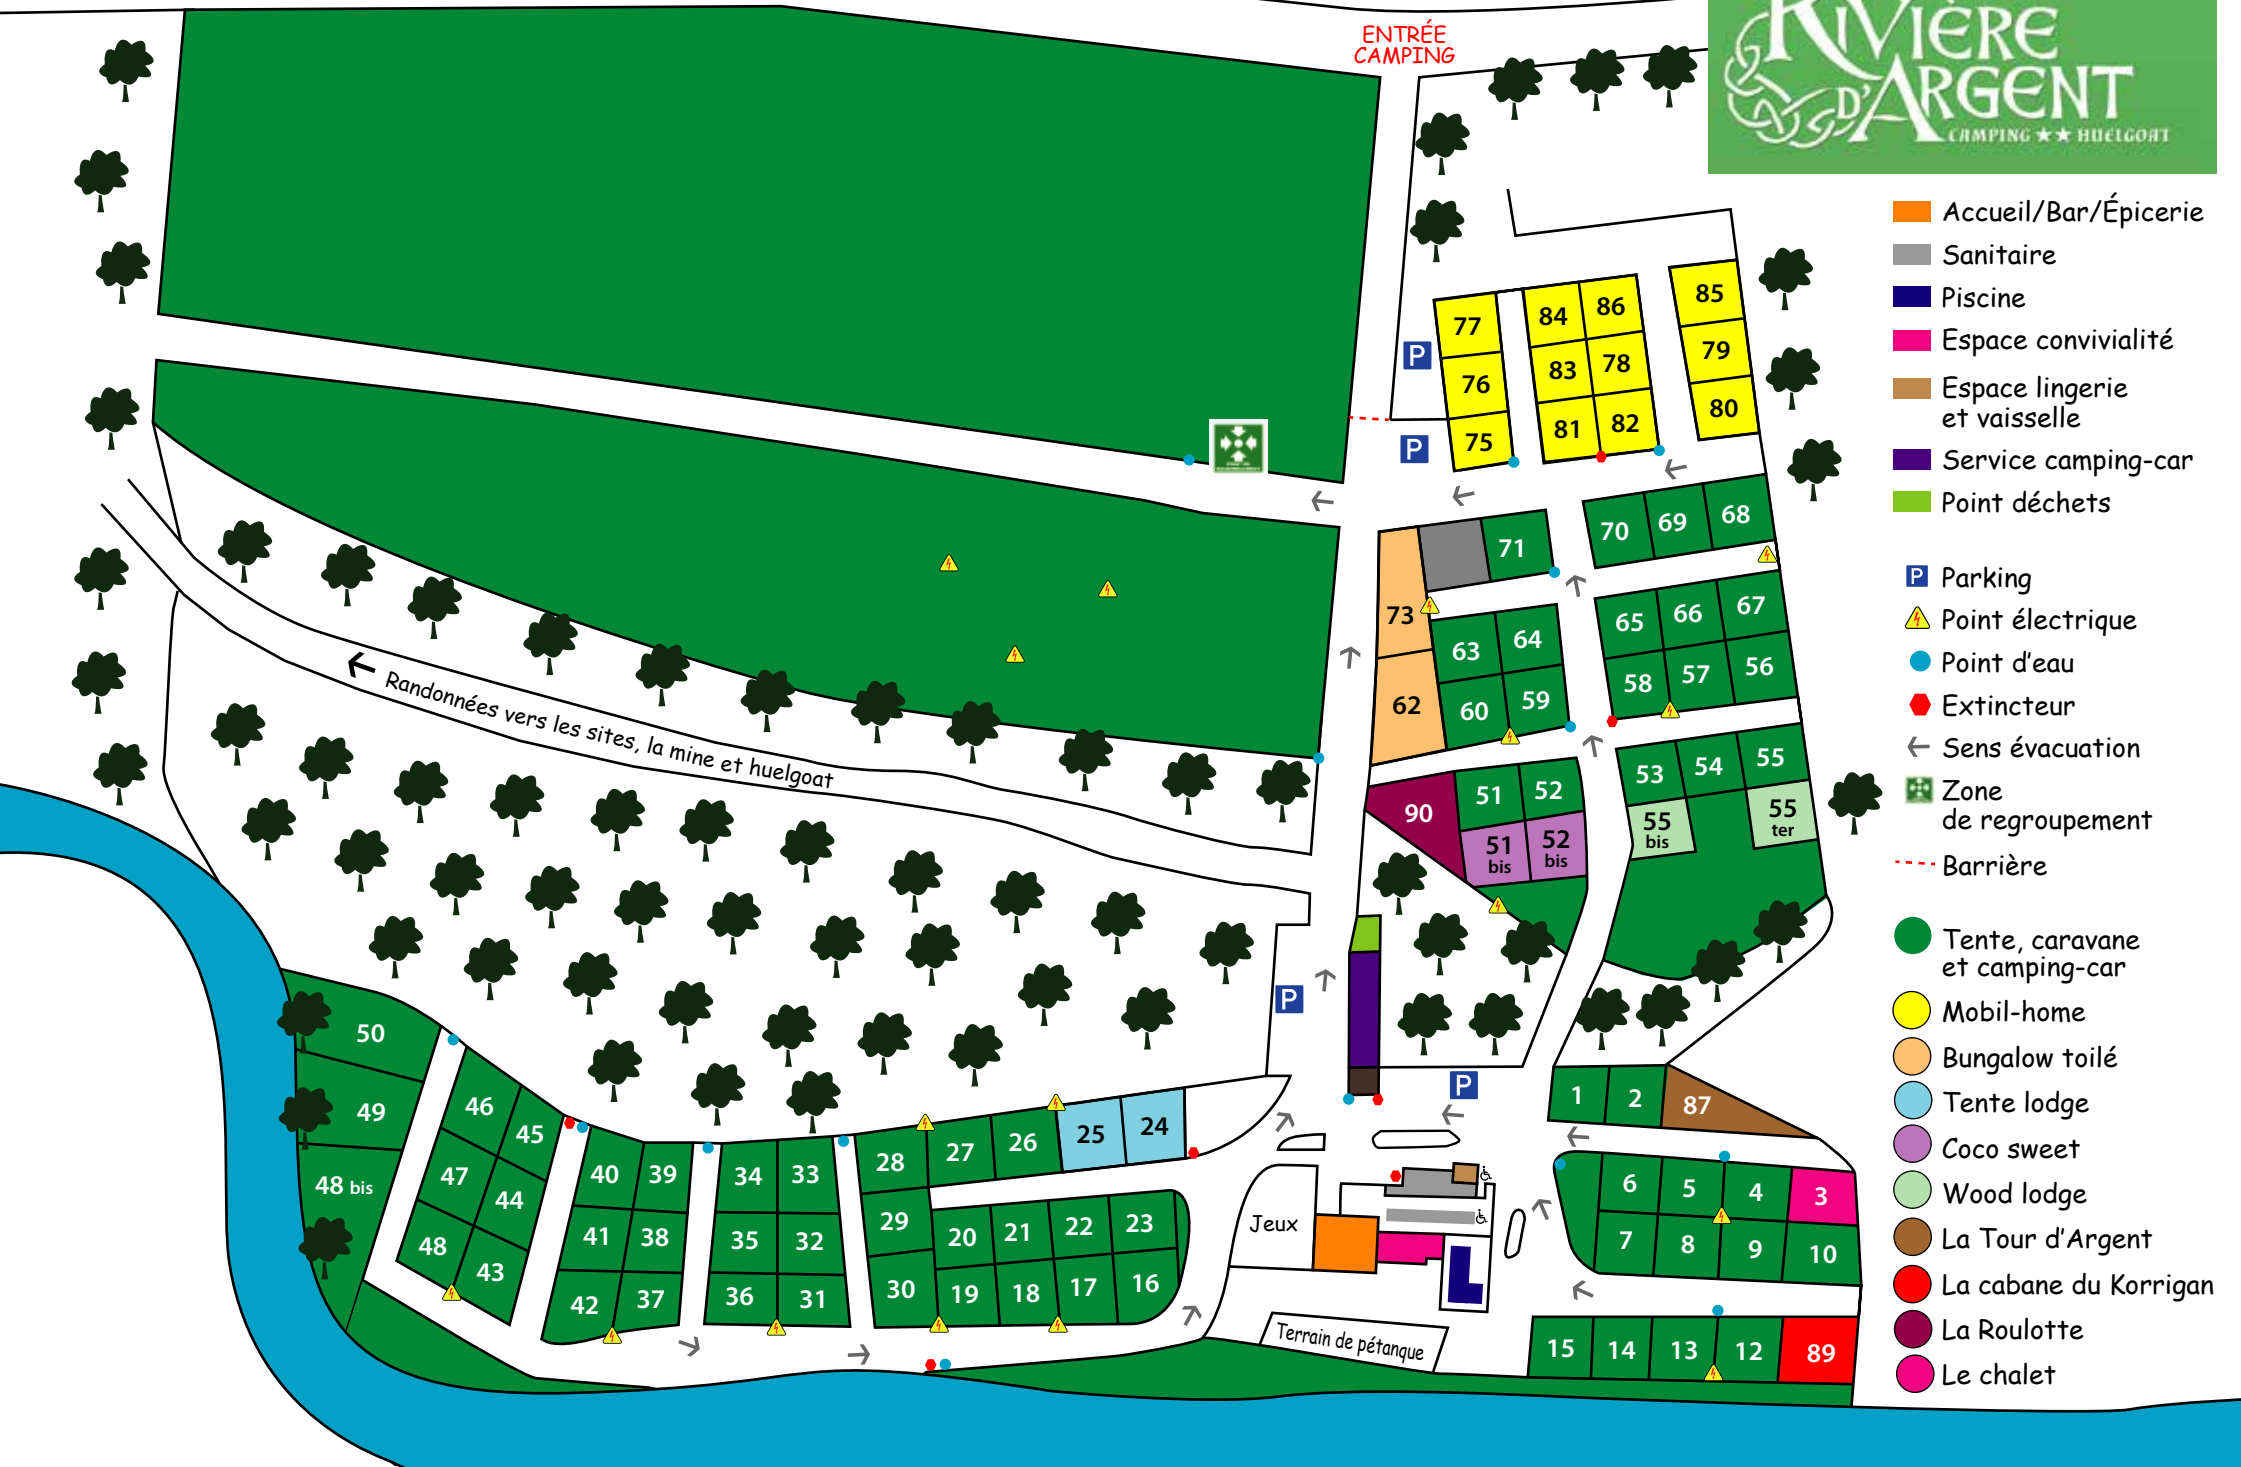 ENTRÉE
CAMPING
RIVIÈRE
D'ARGENT
CAMPING ★★ HUELGOAT
Accueil/Bar/Épicerie
Sanitaire
Piscine
Espace convivialité
Espace lingerie
et vaisselle
Service camping-car
Point déchets
P Parking
Point électrique
Point d'eau
Extincteur
Sens évacuation
Zone
de regroupement
Barrière
Tente, caravane
et camping-car
Mobil-home
Bungalow toilé
Tente lodge
Coco sweet
Wood lodge
La Tour d'Argent
La cabane du Korrigan
La Roulotte
Le chalet
77 84 86 85
P 76 83 78 79
P 75 81 82 80
71 70 69 68
73 63 64 65 66 67
62 60 59 58 57 56
90 51 52 53 54 55
51 bis 52 bis 55 bis 55 ter
Randonnées vers les sites, la mine et huelgoat
P
P
50
49
48 bis
46 45
47 44
48 43
40 39
41 38
42 37
34 33
35 32
36 31
28 27 26 25 24
29
30
20 21 22 23
19 18 17 16
Jeux
Terrain de pétanque
1 2 87
6 5 4 3
7 8 9 10
15 14 13 12 89